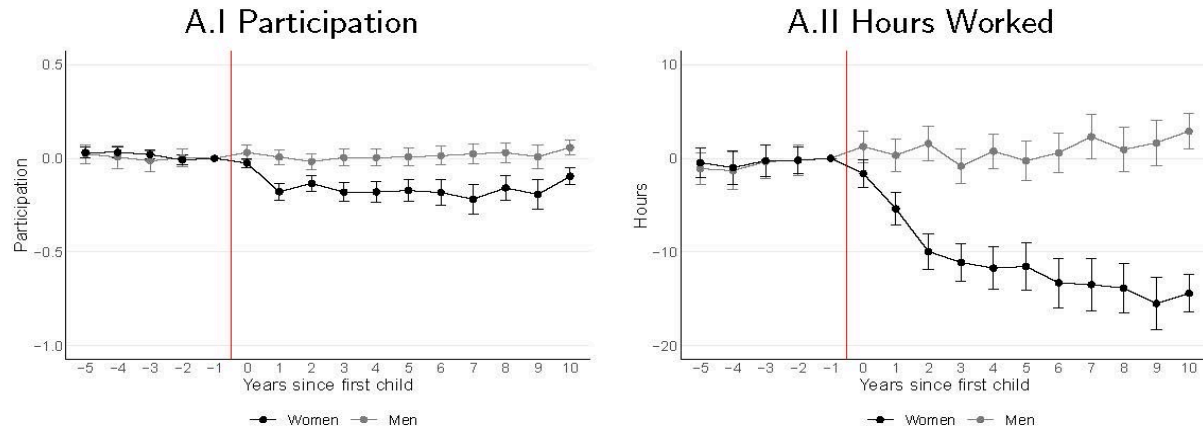 A.I Participation
0.5
0.0
−0.5
−1.0
Participation
−5 −4 −3 −2 −1 0 1 2 3 4 5 6 7 8 9 10
Years since first child
Women Men
A.II Hours Worked
10
0
−10
−20
Hours
−5 −4 −3 −2 −1 0 1 2 3 4 5 6 7 8 9 10
Years since first child
Women Men